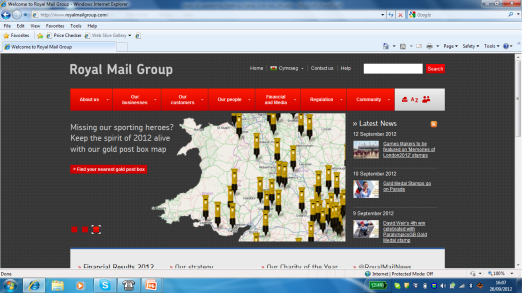 Welcome to Royal Mail Group - Windows Internet Explorer
http://www.royalmailgroup.com/
Google
File Edit View Favorites Tools Help
Favorites Price Checker Web Slice Gallery
Welcome to Royal Mail Group
Page Safety Tools
Royal Mail Group
Home Cymraeg Contact us Help
Search
About us
Our businesses
Our customers
Our people
Financial and Media
Regulation
Community
A Z
Missing our sporting heroes?
Keep the spirit of 2012 alive
with our gold post box map
» Find your nearest gold post box
» Latest News
12 September 2012
Games Makers to be
featured on 'Memories of
London2012' stamps
10 September 2012
Gold Medal Stamps go
on Parade
9 September 2012
David Weir's 4th win
celebrated with
ParalympicsGB Gold
Medal stamp
» Financial Results 2012
» Our strategy
» Our Charity of the Year
» @RoyalMailNews
Done
Internet | Protected Mode: Off
100%
16:07
26/09/2012